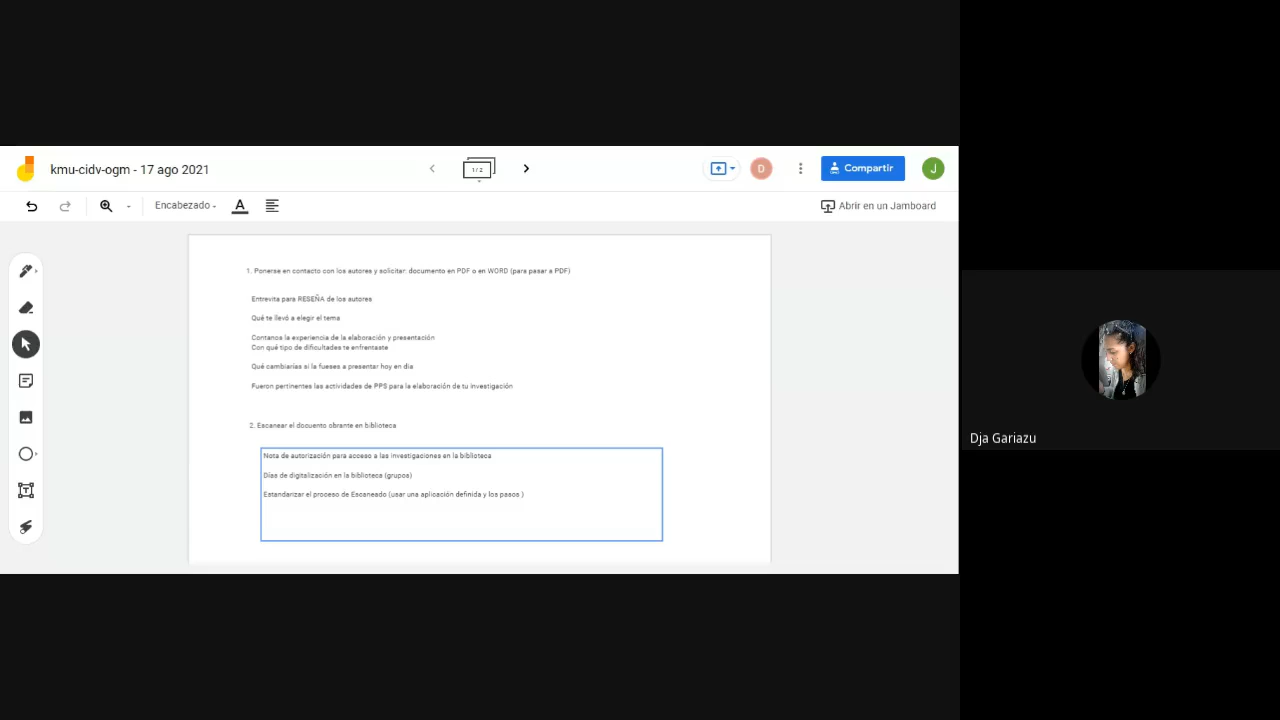 kmu-cidv-ogm - 17 ago 2021
1 / 2
D
Compartir
J
Encabezado
A
Abrir en un Jamboard
1. Ponerse en contacto con los autores y solicitar: documento en PDF o en WORD (para pasar a PDF)
Entrevita para RESEÑA de los autores
Qué te llevó a elegir el tema
Contanos la experiencia de la elaboración y presentación
Con qué tipo de dificultades te enfrentaste
Qué cambiarías si la fueses a presentar hoy en día
Fueron pertinentes las actividades de PPS para la elaboración de tu investigación
2. Escanear el docuento obrante en biblioteca
Nota de autorización para acceso a las investigaciones en la biblioteca
Días de digitalización en la biblioteca (grupos)
Estandarizar el proceso de Escaneado (usar una aplicación definida y los pasos )
Dja Gariazu